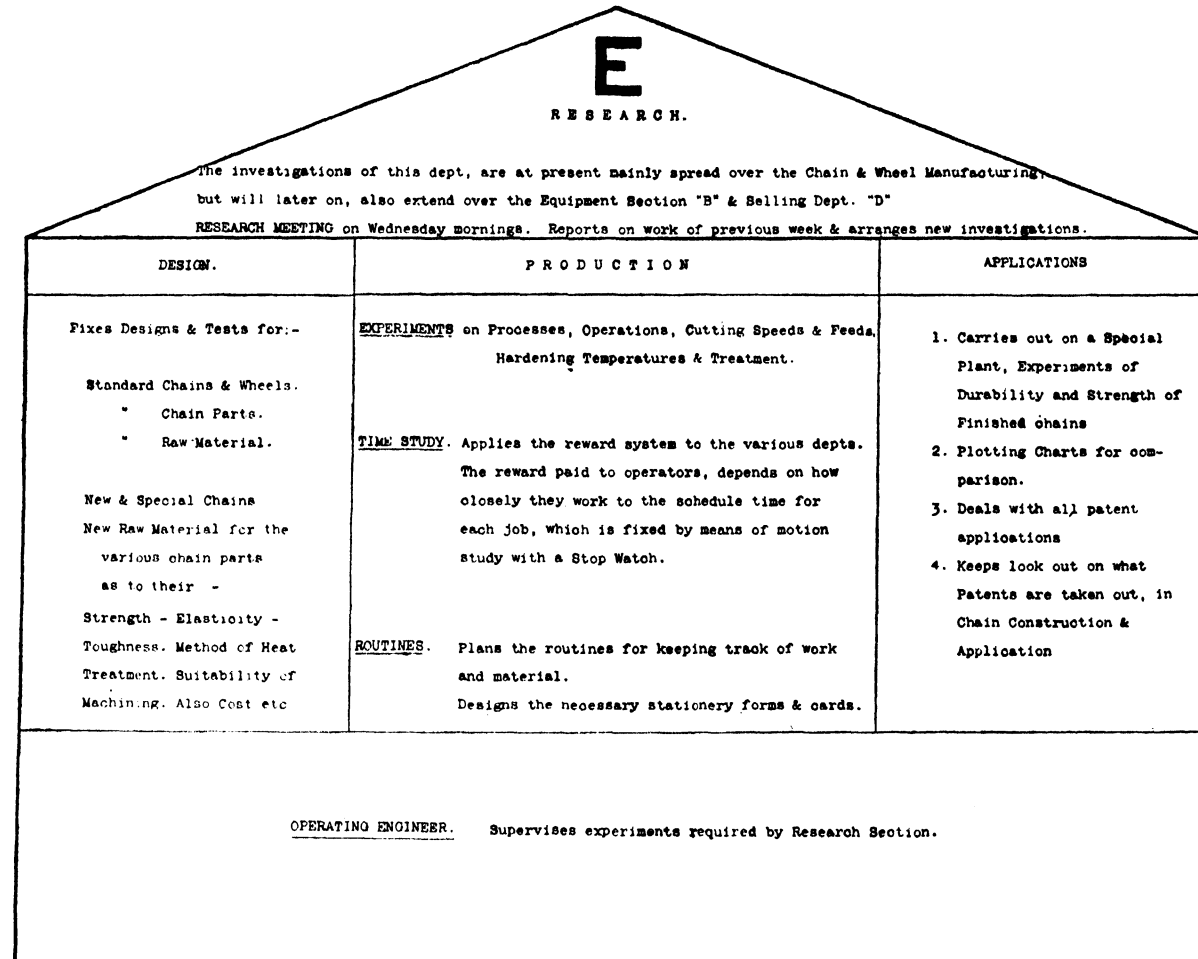 E
RESEARCH.
The investigations of this dept, are at present mainly spread over the Chain & Wheel Manufacturing,
but will later on, also extend over the Equipment Section "B" & Selling Dept. "D"
RESEARCH MEETING on Wednesday mornings. Reports on work of previous week & arranges new investigations.
DESIGN.
Fixes Designs & Tests for:-
Standard Chains & Wheels.
" Chain Parts.
" Raw Material.
New & Special Chains
New Raw Material for the
various chain parts
as to their -
Strength - Elasticity -
Toughness. Method of Heat
Treatment. Suitability of
Machining. Also Cost etc
PRODUCTION
EXPERIMENTS on Processes, Operations, Cutting Speeds & Feeds,
Hardening Temperatures & Treatment.
TIME STUDY. Applies the reward system to the various depts.
The reward paid to operators, depends on how
closely they work to the schedule time for
each job, which is fixed by means of motion
study with a Stop Watch.
ROUTINES. Plans the routines for keeping track of work
and material.
Designs the necessary stationery forms & cards.
APPLICATIONS
1. Carries out on a Special
Plant, Experiments of
Durability and Strength of
Finished chains
2. Plotting Charts for com-
parison.
3. Deals with all patent
applications
4. Keeps look out on what
Patents are taken out, in
Chain Construction &
Application
OPERATING ENGINEER. Supervises experiments required by Research Section.